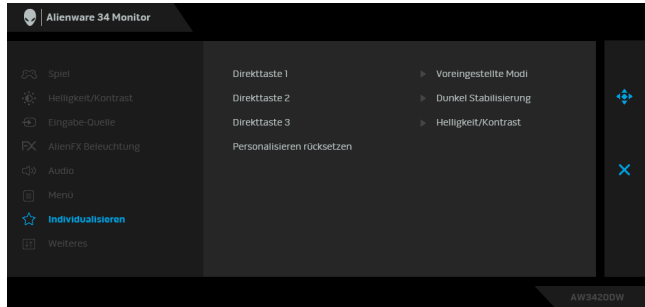 Alienware 34 Monitor
Spiel
Helligkeit/Kontrast
Eingabe-Quelle
AlienFX Beleuchtung
Audio
Menü
Individualisieren
Weiteres
Direkttaste 1 Voreingestellte Modi
Direkttaste 2 Dunkel Stabilisierung
Direkttaste 3 Helligkeit/Kontrast
Personalisieren rücksetzen
AW3420DW